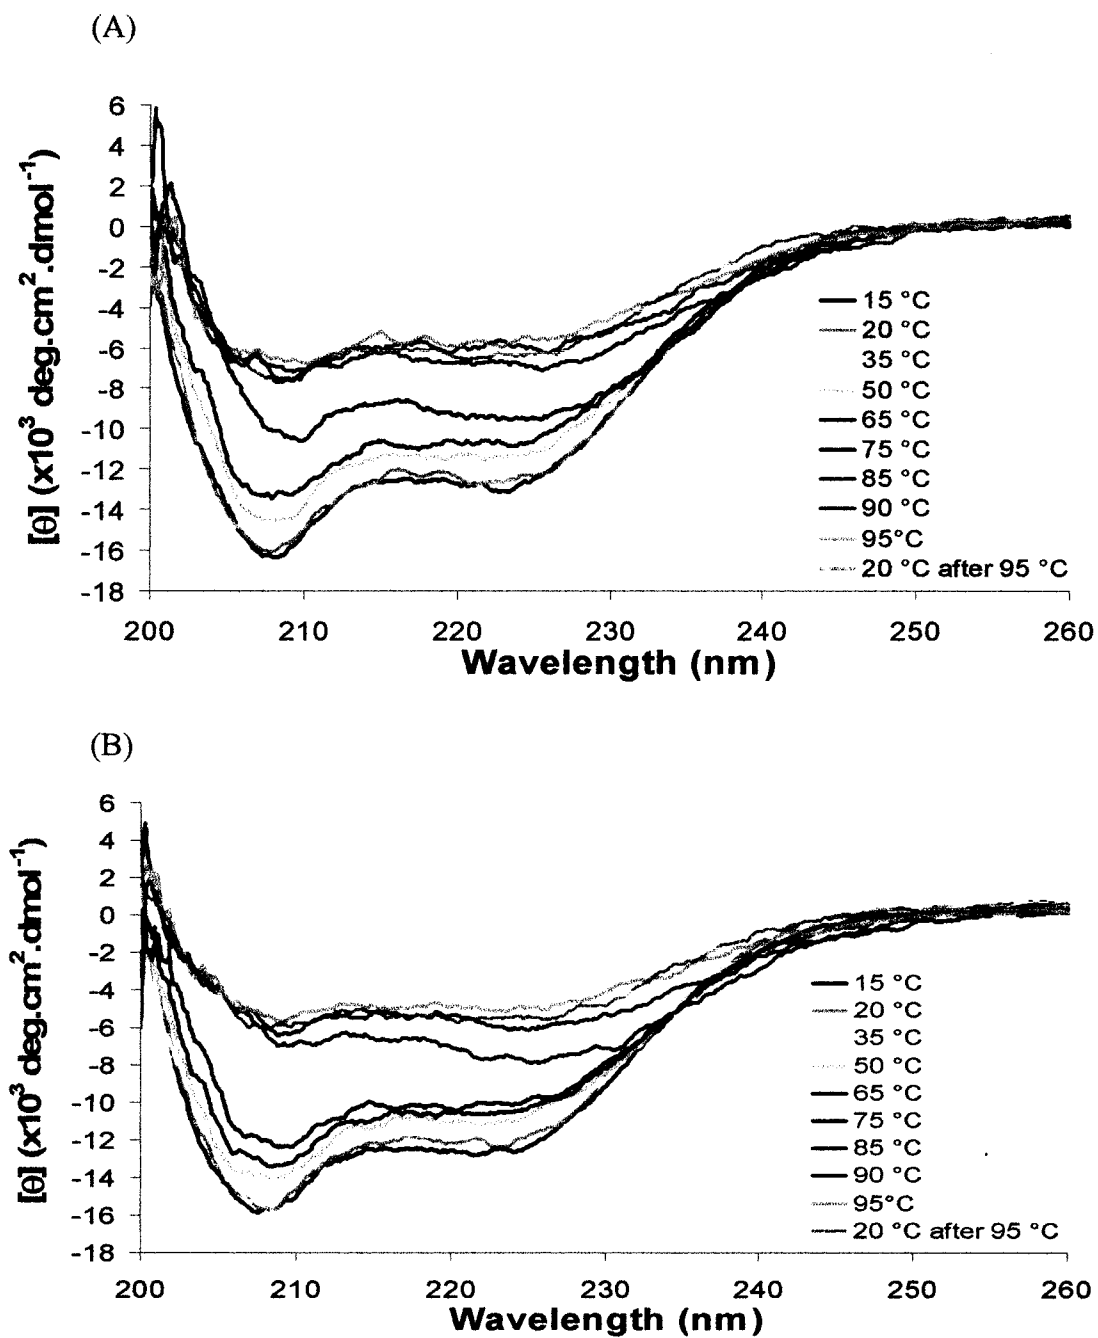 (A)
6
4
2
0
-2
-4
-6
-8
-10
-12
-14
-16
-18
[θ] (x10³ deg.cm².dmol⁻¹)
15 °C
20 °C
35 °C
50 °C
65 °C
75 °C
85 °C
90 °C
95°C
20 °C after 95 °C
200 210 220 230 240 250 260
Wavelength (nm)
(B)
6
4
2
0
-2
-4
-6
-8
-10
-12
-14
-16
-18
[θ] (x10³ deg.cm².dmol⁻¹)
15 °C
20 °C
35 °C
50 °C
65 °C
75 °C
85 °C
90 °C
95°C
20 °C after 95 °C
200 210 220 230 240 250 260
Wavelength (nm)